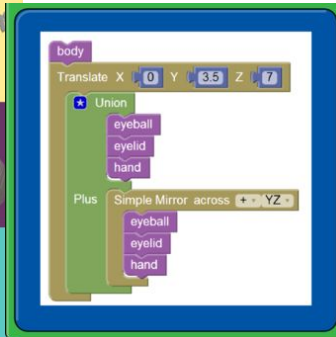 body
Translate X 0 Y 3.5 Z 7
Union
eyeball
eyelid
hand
Plus Simple Mirror across + YZ
eyeball
eyelid
hand